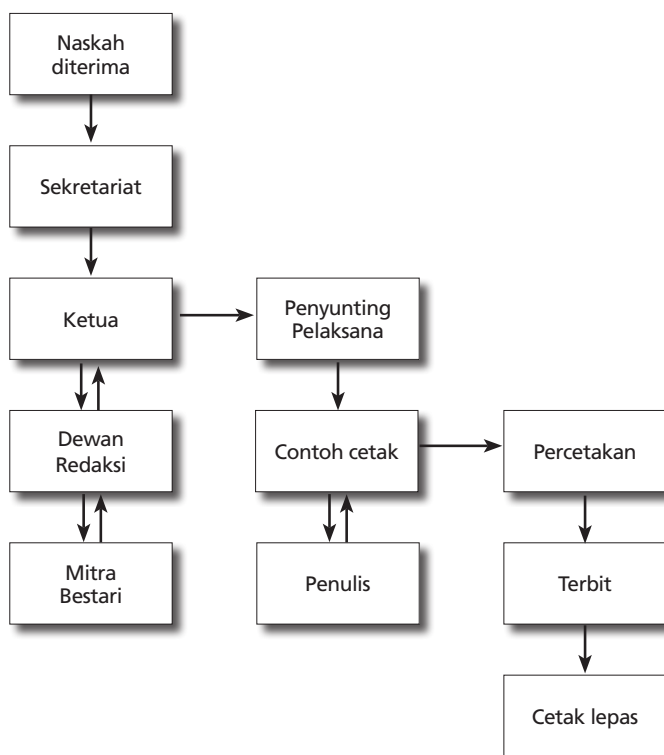 Naskah
diterima
Sekretariat
Ketua
Penyunting
Pelaksana
Dewan
Redaksi
Contoh cetak
Percetakan
Mitra
Bestari
Penulis
Terbit
Cetak lepas